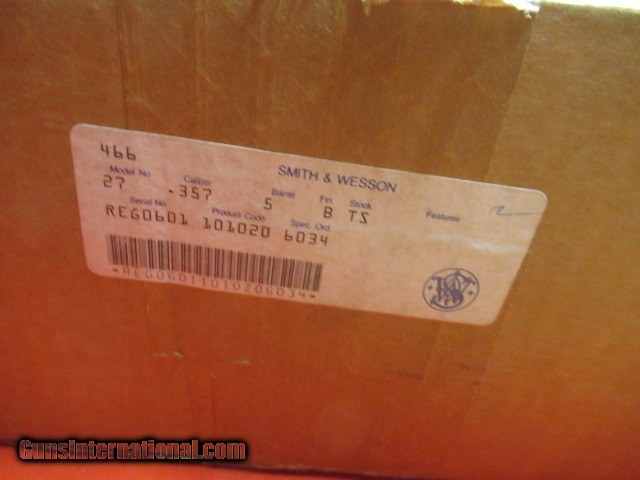 466
SMITH & WESSON
Model No Caliber Barrel Fin. Stock Features
27 .357 5 B TS
Serial No. Product Code Spec. Ord.
REG0601 101020 6034
*REG06011010206034*
GunsInternational.com